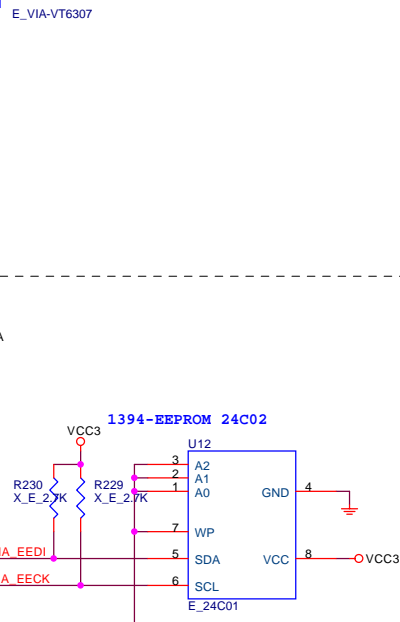 E_VIA-VT6307
A
1394-EEPROM 24C02
VCC3
U12
R230
X_E_2.7K
R229
X_E_2.7K
3 A2
2 A1
1 A0
GND 4
7 WP
5 SDA
VCC 8
VCC3
6 SCL
IA_EEDI
A_EECK
E_24C01